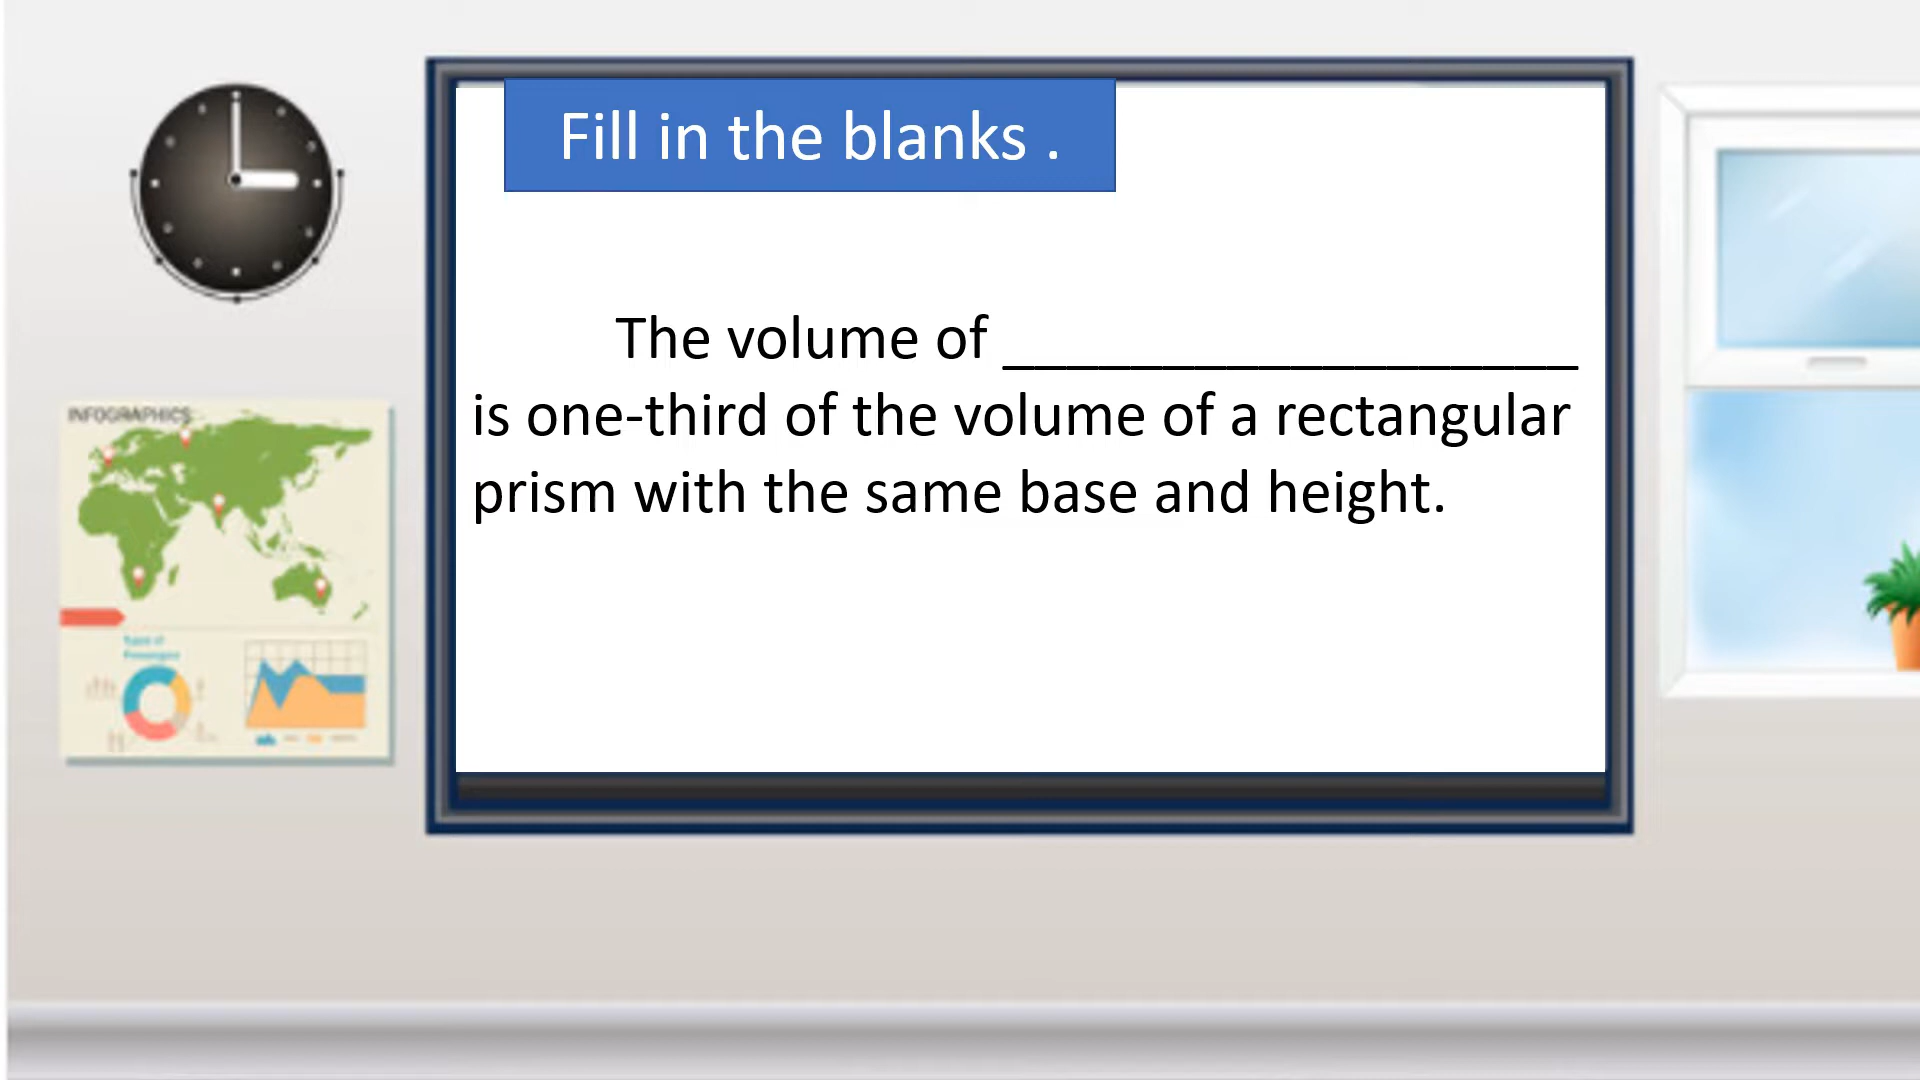 Fill in the blanks .
The volume of __________________
is one-third of the volume of a rectangular
prism with the same base and height.
INFOGRAPHICS